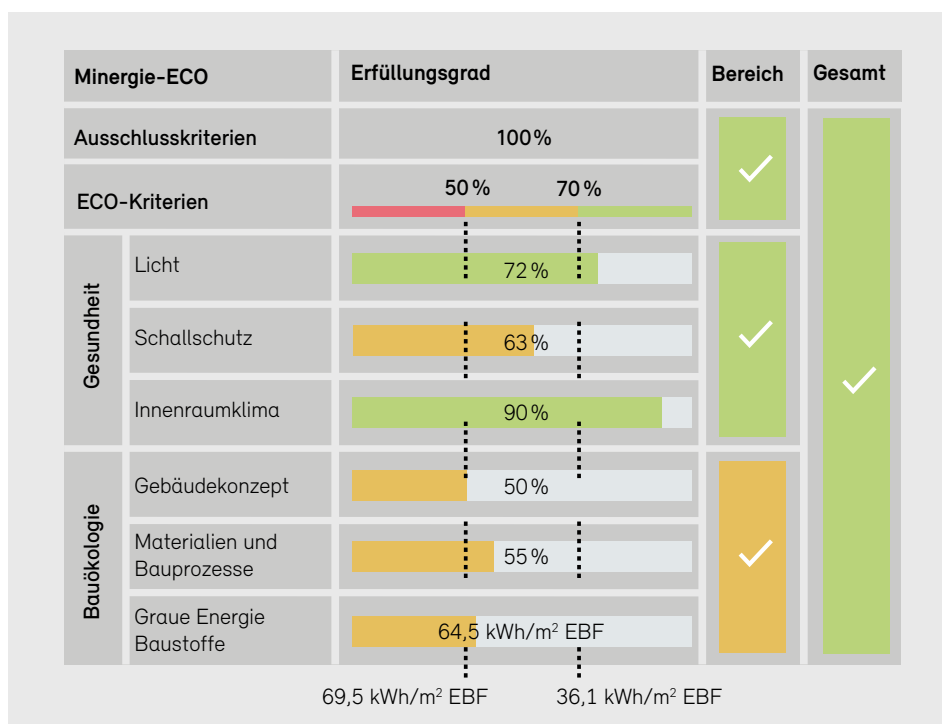 Minergie-ECO
Erfüllungsgrad
Bereich
Gesamt
Ausschlusskriterien
100%
ECO-Kriterien
50 %
70 %
Gesundheit
Licht
72 %
Schallschutz
63 %
Innenraumklima
90 %
Bauökologie
Gebäudekonzept
50 %
Materialien und
Bauprozesse
55 %
Graue Energie
Baustoffe
64,5 kWh/m² EBF
69,5 kWh/m² EBF
36,1 kWh/m² EBF